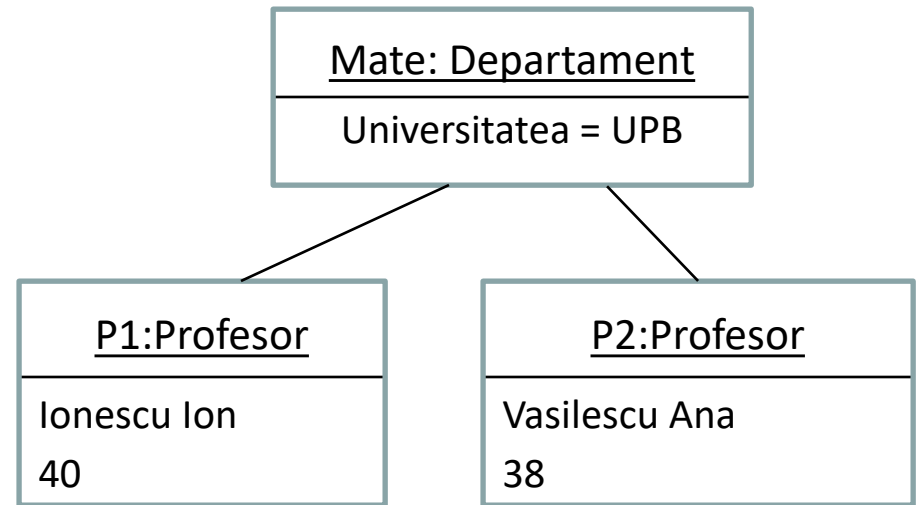 Mate: Departament
Universitatea = UPB
P1:Profesor
Ionescu Ion
40
P2:Profesor
Vasilescu Ana
38